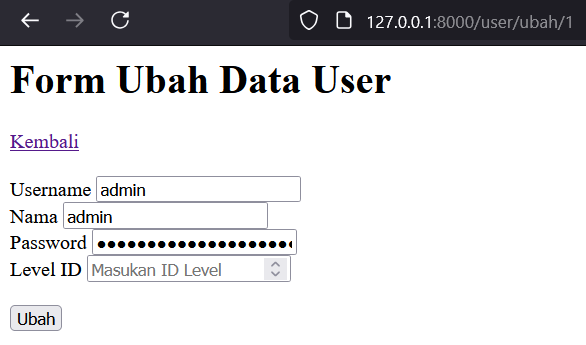 127.0.0.1:8000/user/ubah/1
Form Ubah Data User
Kembali
Username admin
Nama admin
Password ••••••••••••••••••••
Level ID Masukan ID Level
Ubah